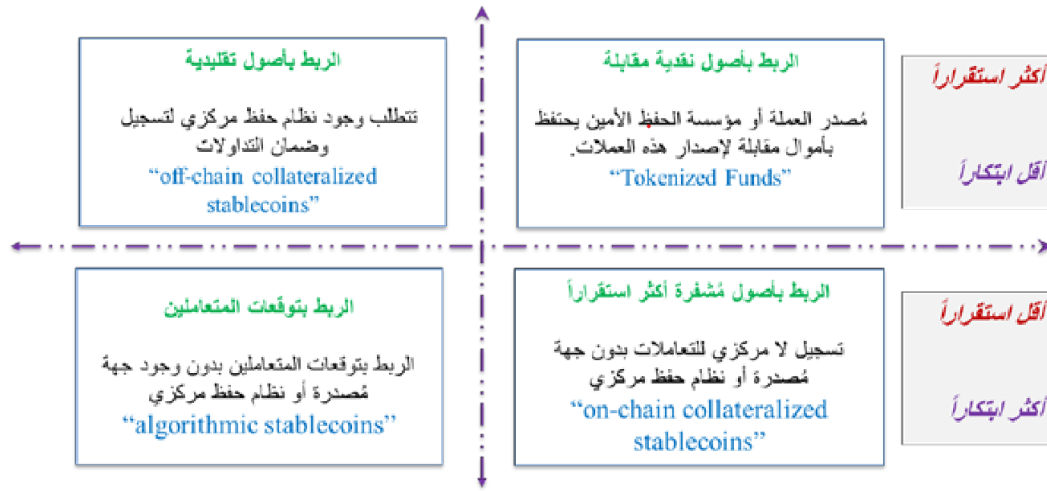 الربط بأصول نقدية مقابلة
مُصدر العملة أو مؤسسة الحفظ الأمين يحتفظ
بأموال مقابلة لإصدار هذه العملات.
“Tokenized Funds”
الربط بأصول تقليدية
تتطلب وجود نظام حفظ مركزي لتسجيل
وضمان التداولات
“off-chain collateralized
stablecoins”
أكثر استقراراً
أقل ابتكاراً
الربط بأصول مُشفرة أكثر استقراراً
تسجيل لا مركزي للتعاملات بدون جهة
مُصدرة أو نظام حفظ مركزي
“on-chain collateralized
stablecoins”
الربط بتوقعات المتعاملين
الربط بتوقعات المتعاملين بدون وجود جهة
مُصدرة أو نظام حفظ مركزي
“algorithmic stablecoins”
أقل استقراراً
أكثر ابتكاراً